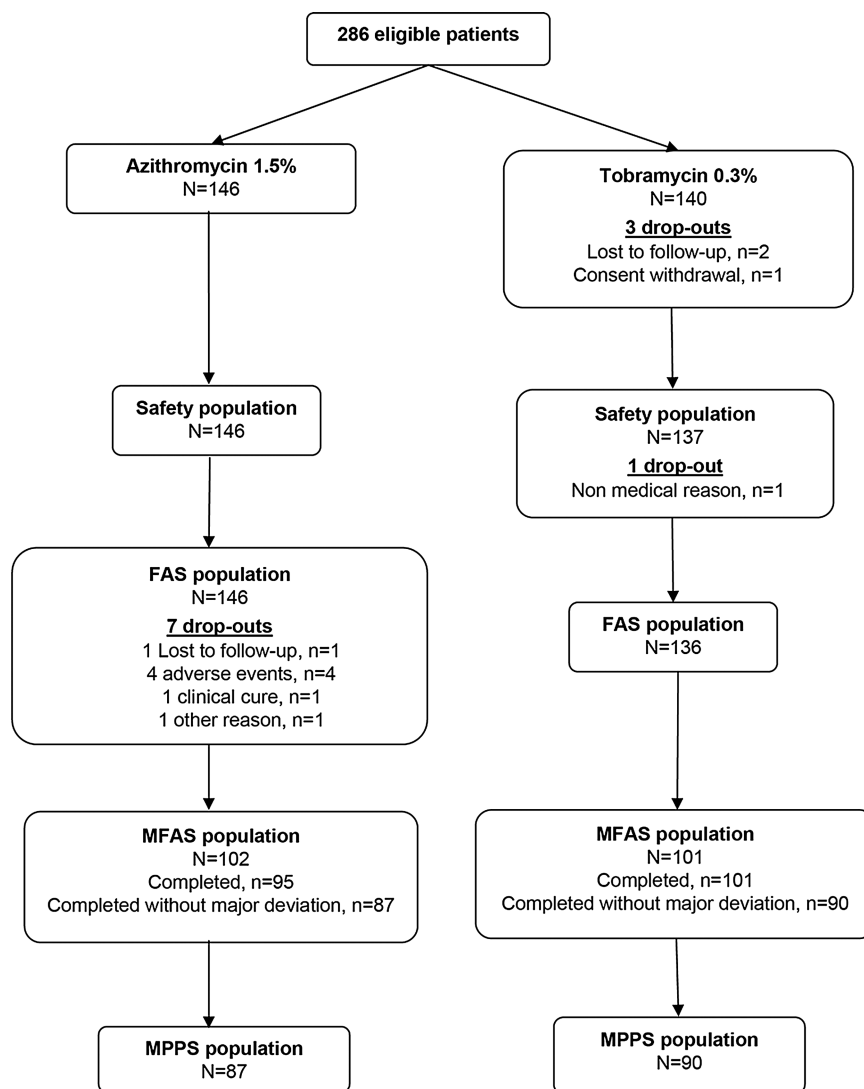 286 eligible patients
Azithromycin 1.5%
N=146
Tobramycin 0.3%
N=140
3 drop-outs
Lost to follow-up, n=2
Consent withdrawal, n=1
Safety population
N=146
Safety population
N=137
1 drop-out
Non medical reason, n=1
FAS population
N=146
7 drop-outs
1 Lost to follow-up, n=1
4 adverse events, n=4
1 clinical cure, n=1
1 other reason, n=1
FAS population
N=136
MFAS population
N=102
Completed, n=95
Completed without major deviation, n=87
MFAS population
N=101
Completed, n=101
Completed without major deviation, n=90
MPPS population
N=87
MPPS population
N=90